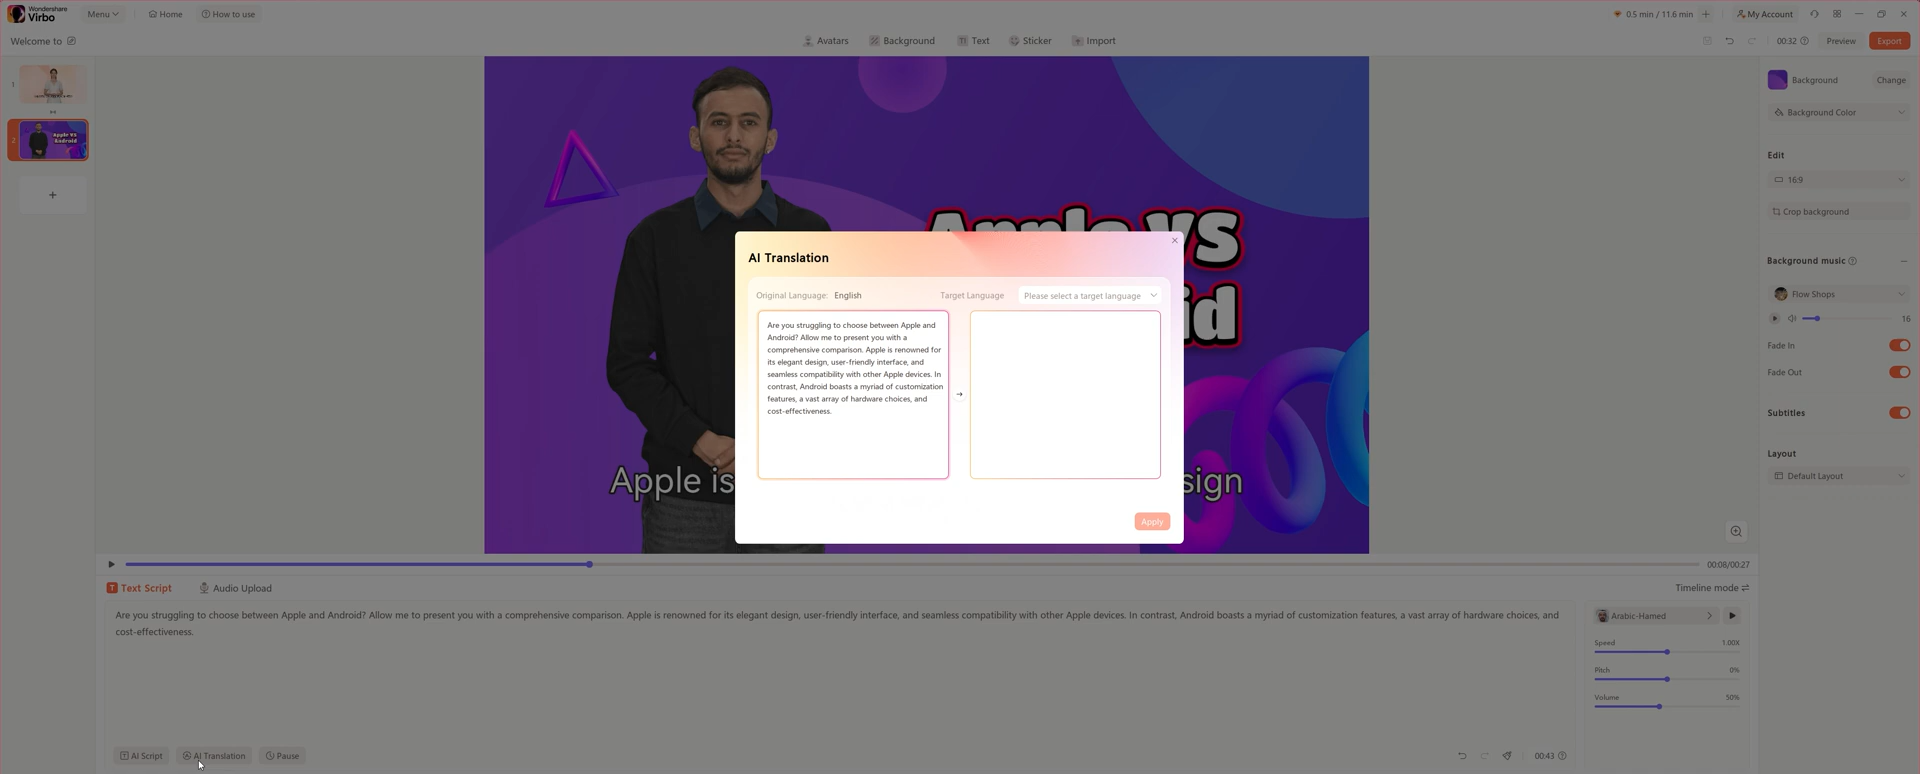 Wondershare
Virbo
Menu
Home
How to use
0.5 min / 11.6 min
My Account
Welcome to
Avatars
Background
Text
Sticker
Import
00:32
Preview
Export
1
2
Apple VS
Android
Background
Change
Background Color
Edit
16:9
Crop background
Background music
Flow Shops
16
Fade In
Fade Out
Subtitles
Layout
Default Layout
Apple VS
id
AI Translation
Original Language: English
Target Language
Please select a target language
Are you struggling to choose between Apple and
Android? Allow me to present you with a
comprehensive comparison. Apple is renowned for
its elegant design, user-friendly interface, and
seamless compatibility with other Apple devices. In
contrast, Android boasts a myriad of customization
features, a vast array of hardware choices, and
cost-effectiveness.
Apply
Apple is
sign
00:08/00:27
Text Script
Audio Upload
Timeline mode
Are you struggling to choose between Apple and Android? Allow me to present you with a comprehensive comparison. Apple is renowned for its elegant design, user-friendly interface, and seamless compatibility with other Apple devices. In contrast, Android boasts a myriad of customization features, a vast array of hardware choices, and
cost-effectiveness.
Arabic-Hamed
Speed
1.00X
Pitch
0%
Volume
50%
AI Script
AI Translation
Pause
00:43